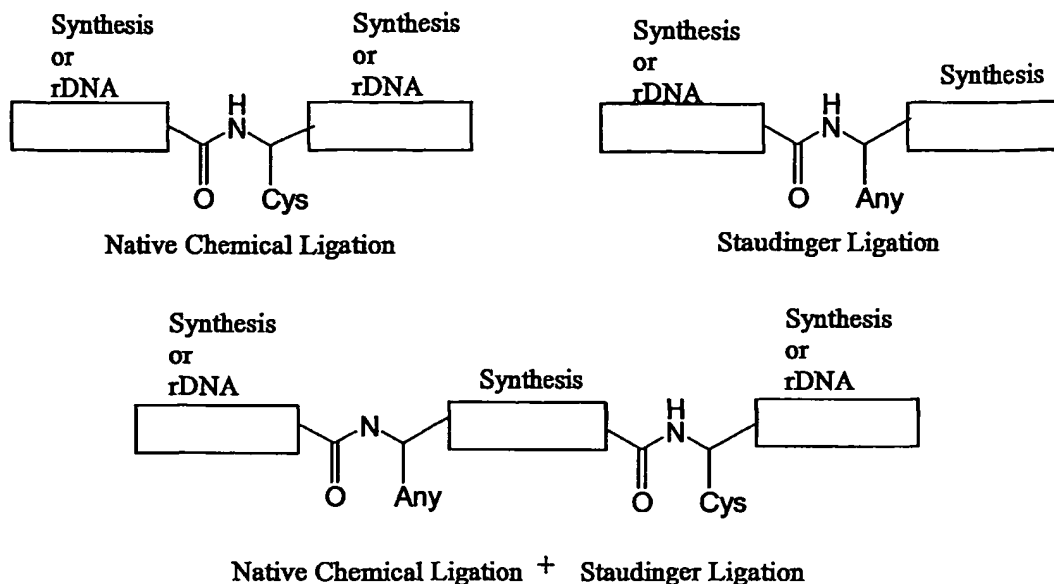 Synthesis
or
rDNA
Synthesis
or
rDNA
H
N
O
Cys
Native Chemical Ligation
Synthesis
or
rDNA
Synthesis
H
N
O
Any
Staudinger Ligation
Synthesis
or
rDNA
Synthesis
Synthesis
or
rDNA
N
O
Any
H
N
O
Cys
Native Chemical Ligation + Staudinger Ligation